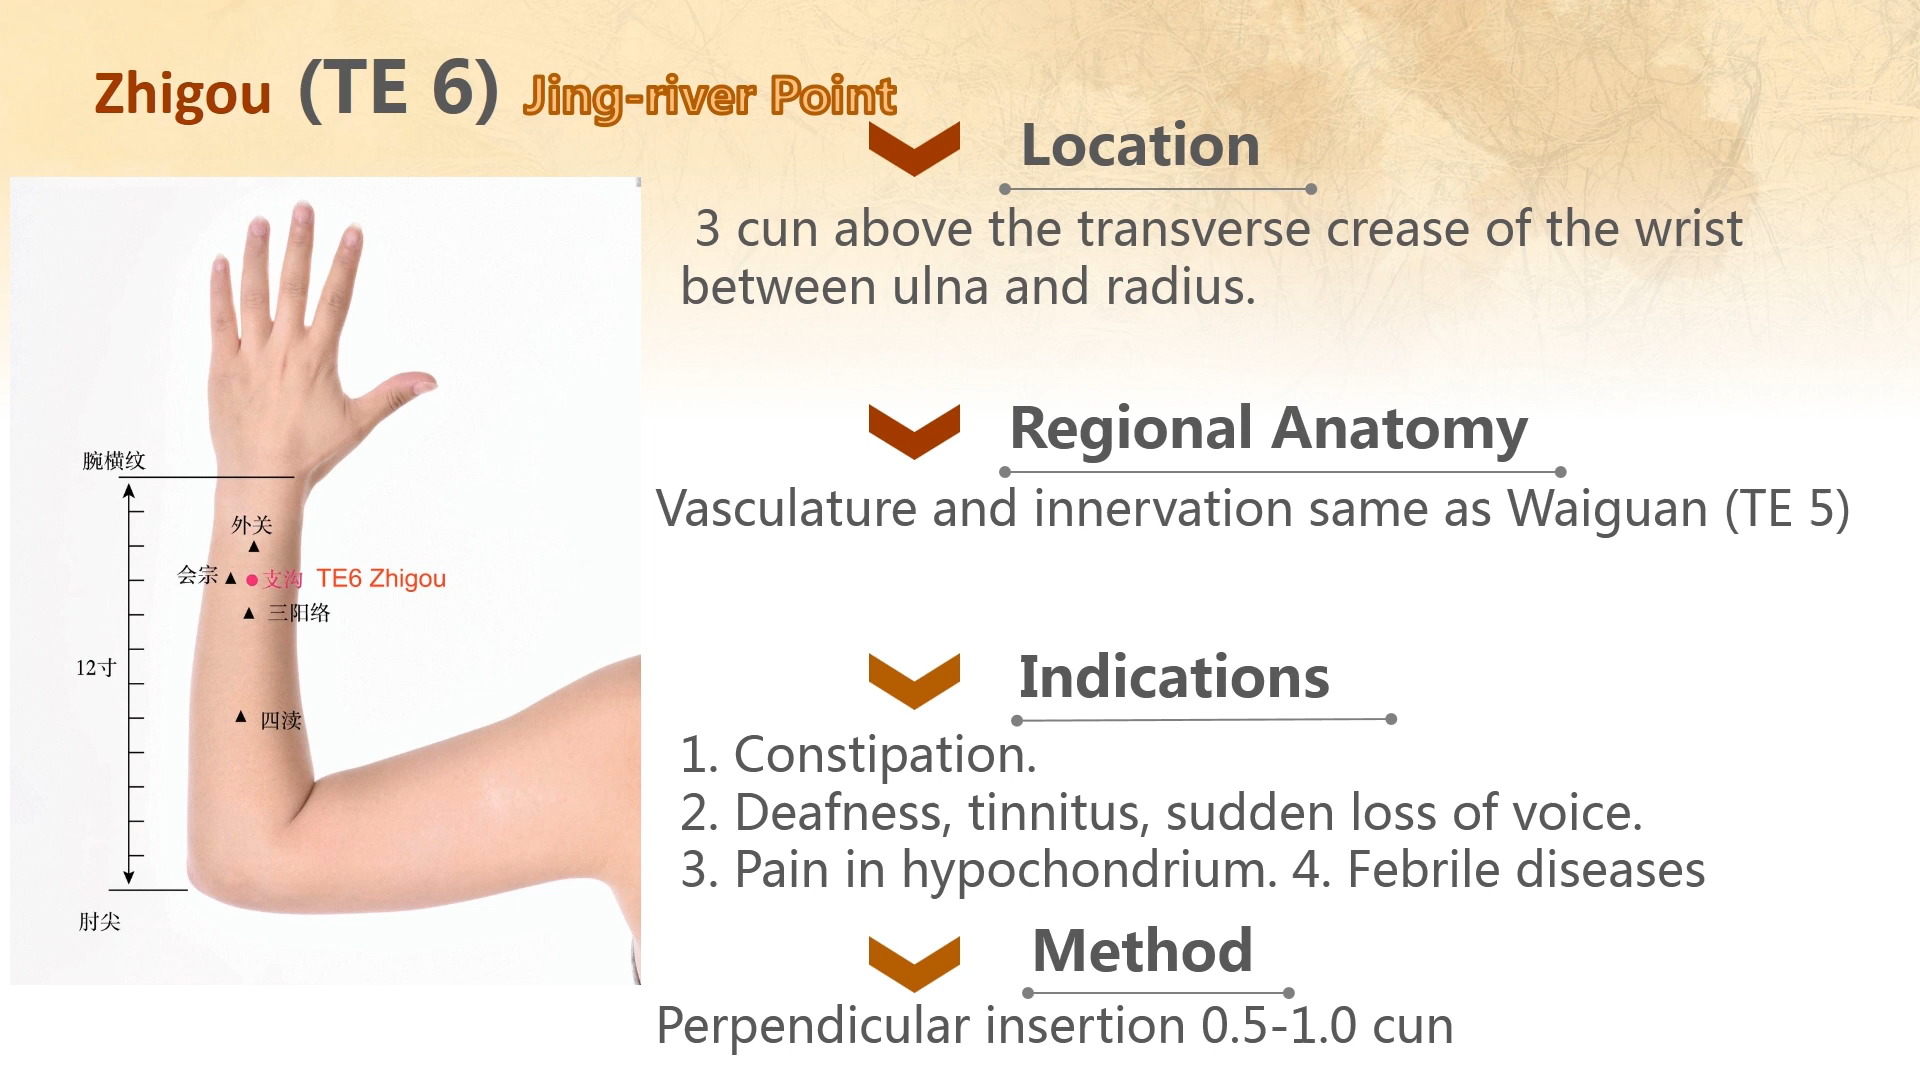 Zhigou (TE 6) Jing-river Point
Location
3 cun above the transverse crease of the wrist
between ulna and radius.
Regional Anatomy
Vasculature and innervation same as Waiguan (TE 5)
Indications
1. Constipation.
2. Deafness, tinnitus, sudden loss of voice.
3. Pain in hypochondrium. 4. Febrile diseases
Method
Perpendicular insertion 0.5-1.0 cun
腕横纹
外关
会宗 支沟 TE6 Zhigou
三阳络
12寸
四渎
肘尖